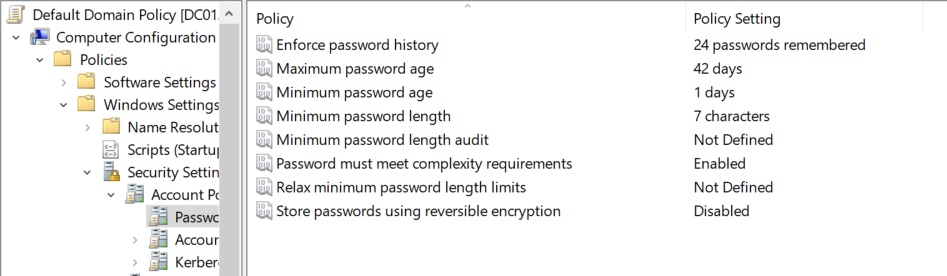 Default Domain Policy [DC01.
Computer Configuration
Policies
Software Settings
Windows Settings
Name Resolut
Scripts (Startu
Security Settin
Account Po
Passwo
Accour
Kerber
Policy Policy Setting
Enforce password history 24 passwords remembered
Maximum password age 42 days
Minimum password age 1 days
Minimum password length 7 characters
Minimum password length audit Not Defined
Password must meet complexity requirements Enabled
Relax minimum password length limits Not Defined
Store passwords using reversible encryption Disabled